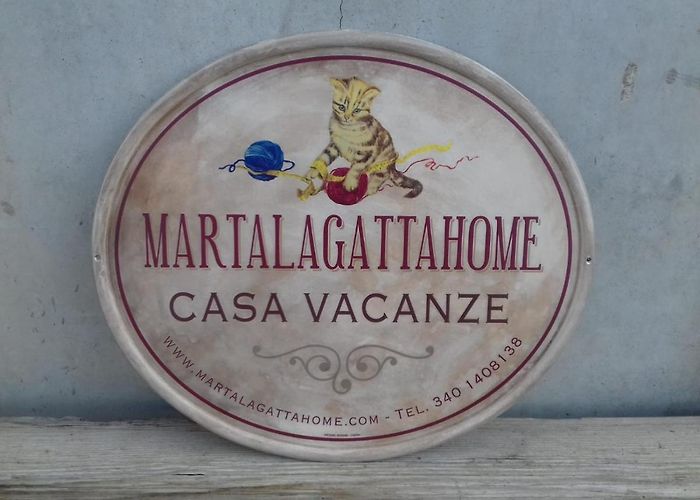 MARTALAGATTAHOME
CASA VACANZE
WWW.MARTALAGATTAHOME.COM - TEL. 340 1408138